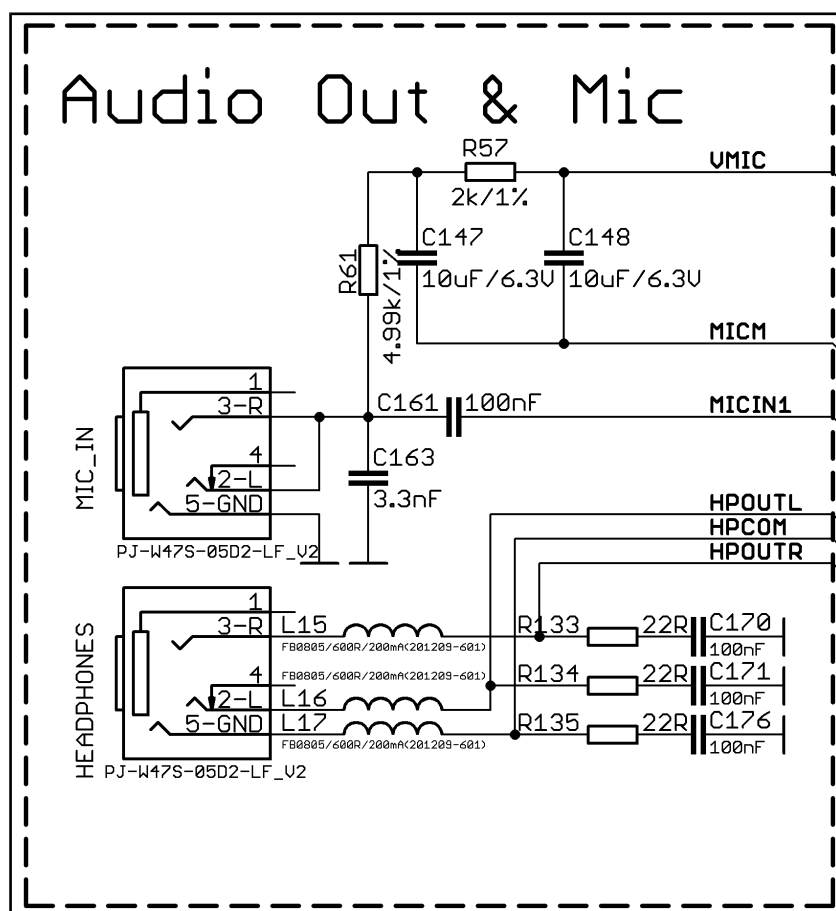 Audio Out & Mic
R57
VMIC
2k/1%
C147
C148
R61
4.99k/1%
10uF/6.3V
10uF/6.3V
MICM
1
3-R
C161
100nF
MICIN1
MIC_IN
4
C163
2-L
5-GND
3.3nF
HPOUTL
HPCOM
HPOUTR
PJ-W47S-05D2-LF_V2
1
3-R
L15
R133
22R
C170
FB0805/600R/200mA(201209-601)
100nF
HEADPHONES
4
FB0805/600R/200mA(201209-601)
R134
22R
C171
2-L
L16
100nF
5-GND
L17
R135
22R
C176
FB0805/600R/200mA(201209-601)
100nF
PJ-W47S-05D2-LF_V2